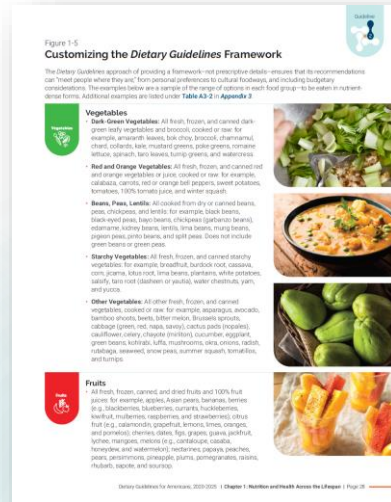 Guideline
2
Figure 1-5
Customizing the Dietary Guidelines Framework
The Dietary Guidelines approach of providing a framework—not prescriptive details—ensures that its recommendations
can "meet people where they are," from personal preferences to cultural foodways, and including budgetary
considerations. The examples below are a sample of the range of options in each food group—to be eaten in nutrient-
dense forms. Additional examples are listed under Table A3-2 in Appendix 3.
Vegetables
Vegetables
• Dark-Green Vegetables: All fresh, frozen, and canned dark-
green leafy vegetables and broccoli, cooked or raw: for
example, amaranth leaves, bok choy, broccoli, chamnamul,
chard, collards, kale, mustard greens, poke greens, romaine
lettuce, spinach, taro leaves, turnip greens, and watercress.
• Red and Orange Vegetables: All fresh, frozen, and canned red
and orange vegetables or juice, cooked or raw: for example,
calabaza, carrots, red or orange bell peppers, sweet potatoes,
tomatoes, 100% tomato juice, and winter squash.
• Beans, Peas, Lentils: All cooked from dry or canned beans,
peas, chickpeas, and lentils: for example, black beans,
black-eyed peas, bayo beans, chickpeas (garbanzo beans),
edamame, kidney beans, lentils, lima beans, mung beans,
pigeon peas, pinto beans, and split peas. Does not include
green beans or green peas.
• Starchy Vegetables: All fresh, frozen, and canned starchy
vegetables: for example, breadfruit, burdock root, cassava,
corn, jicama, lotus root, lima beans, plantains, white potatoes,
salsify, taro root (dasheen or yautia), water chestnuts, yam,
and yucca.
• Other Vegetables: All other fresh, frozen, and canned
vegetables, cooked or raw: for example, asparagus, avocado,
bamboo shoots, beets, bitter melon, Brussels sprouts,
cabbage (green, red, napa, savoy), cactus pads (nopales),
cauliflower, celery, chayote (mirliton), cucumber, eggplant,
green beans, kohlrabi, luffa, mushrooms, okra, onions, radish,
rutabaga, seaweed, snow peas, summer squash, tomatillos,
and turnips.
Fruits
Fruits
• All fresh, frozen, canned, and dried fruits and 100% fruit
juices: for example, apples, Asian pears, bananas, berries
(e.g., blackberries, blueberries, currants, huckleberries,
kiwifruit, mulberries, raspberries, and strawberries); citrus
fruit (e.g., calamondin, grapefruit, lemons, limes, oranges,
and pomelos); cherries, dates, figs, grapes, guava, jackfruit,
lychee, mangoes, melons (e.g., cantaloupe, casaba,
honeydew, and watermelon); nectarines, papaya, peaches,
pears, persimmons, pineapple, plums, pomegranates, raisins,
rhubarb, sapote, and soursop.
Dietary Guidelines for Americans, 2020-2025 | Chapter 1: Nutrition and Health Across the Lifespan | Page 28